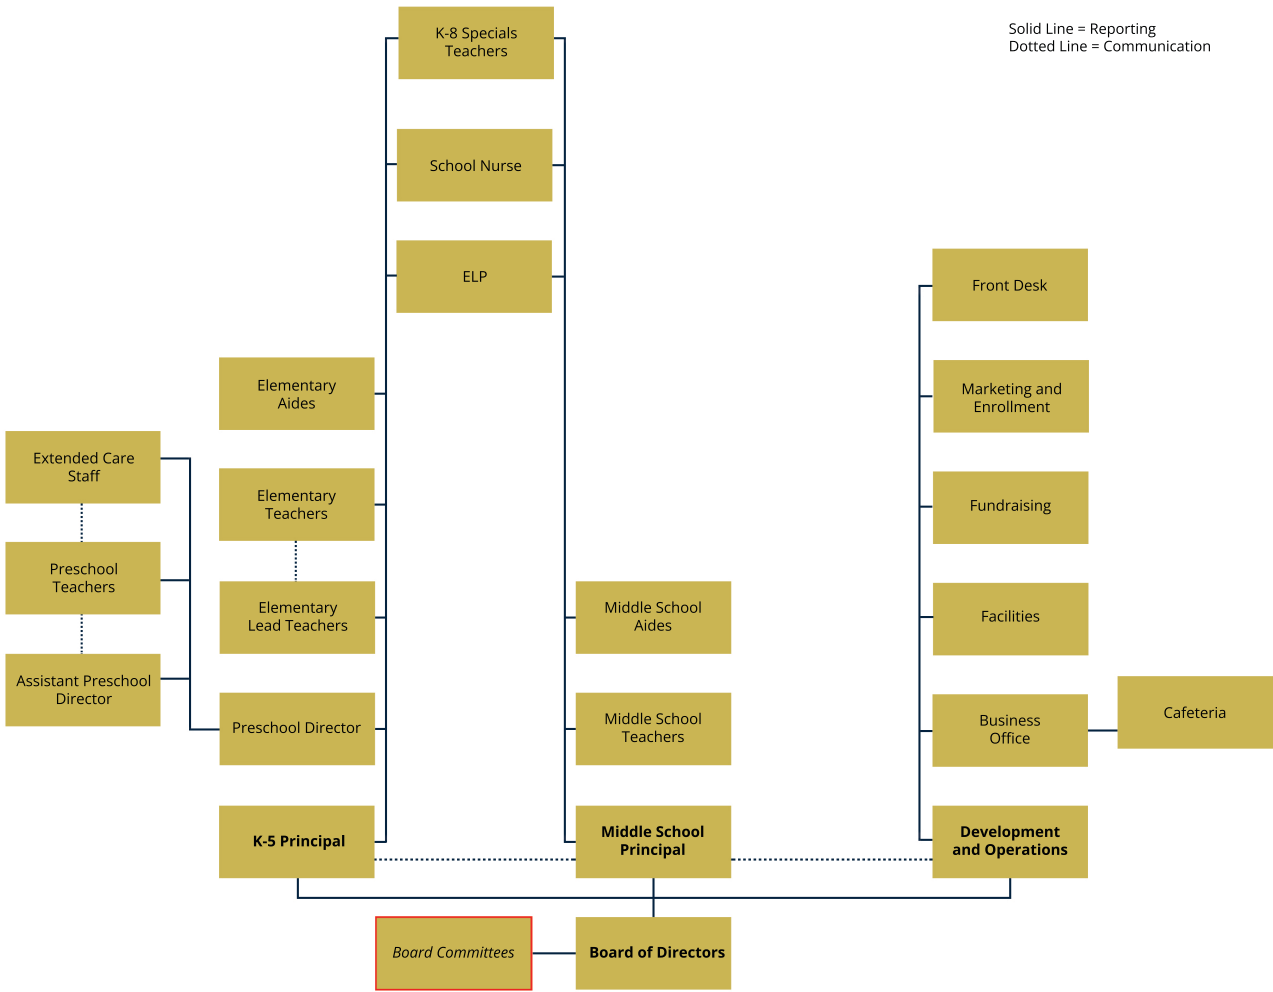 K-8 Specials
Teachers
Solid Line = Reporting
Dotted Line = Communication
School Nurse
ELP
Front Desk
Elementary
Aides
Marketing and
Enrollment
Extended Care
Staff
Elementary
Teachers
Fundraising
Preschool
Teachers
Elementary
Lead Teachers
Middle School
Aides
Facilities
Assistant Preschool
Director
Preschool Director
Middle School
Teachers
Business
Office
Cafeteria
K-5 Principal
Middle School
Principal
Development
and Operations
Board Committees
Board of Directors